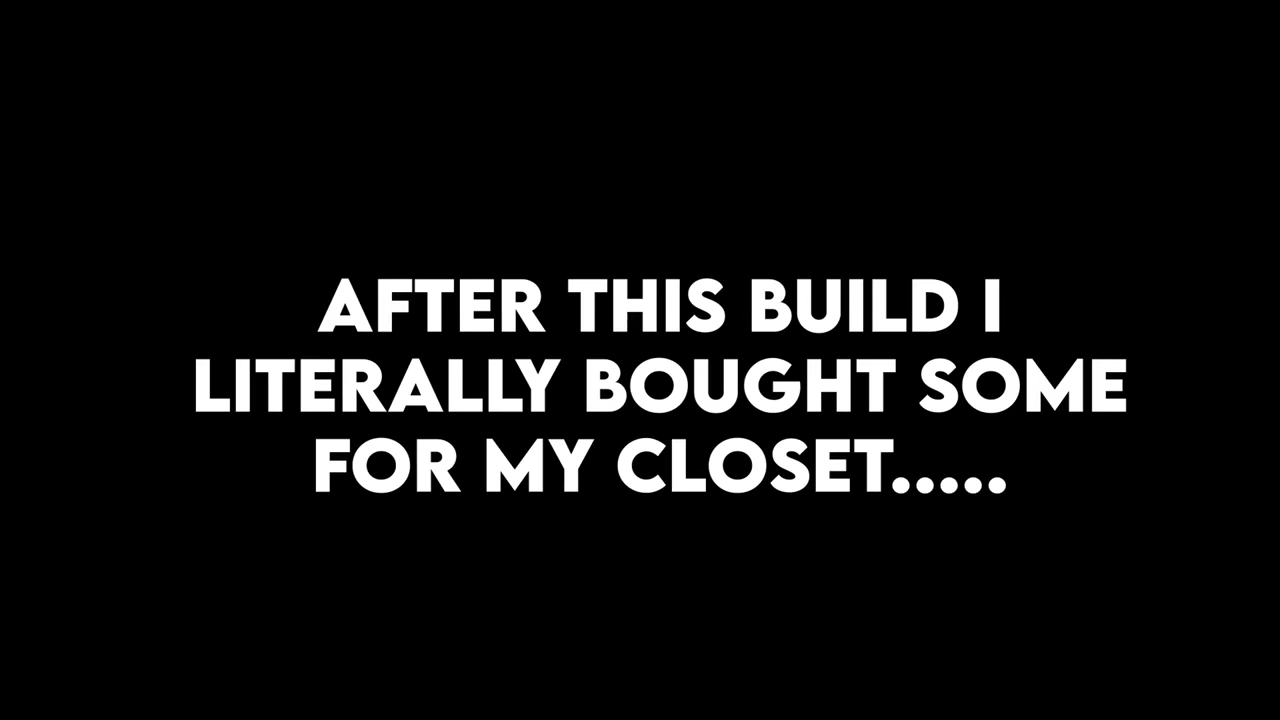 AFTER THIS BUILD I
LITERALLY BOUGHT SOME
FOR MY CLOSET.....